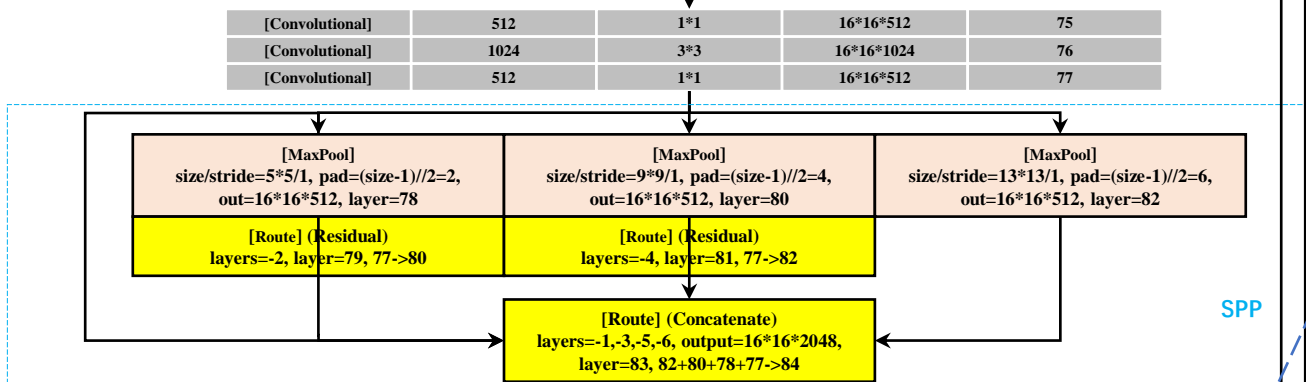 [Convolutional] 512 1*1 16*16*512 75
[Convolutional] 1024 3*3 16*16*1024 76
[Convolutional] 512 1*1 16*16*512 77
[MaxPool]
size/stride=5*5/1, pad=(size-1)//2=2,
out=16*16*512, layer=78
[MaxPool]
size/stride=9*9/1, pad=(size-1)//2=4,
out=16*16*512, layer=80
[MaxPool]
size/stride=13*13/1, pad=(size-1)//2=6,
out=16*16*512, layer=82
[Route] (Residual)
layers=-2, layer=79, 77->80
[Route] (Residual)
layers=-4, layer=81, 77->82
[Route] (Concatenate)
layers=-1,-3,-5,-6, output=16*16*2048,
layer=83, 82+80+78+77->84
SPP